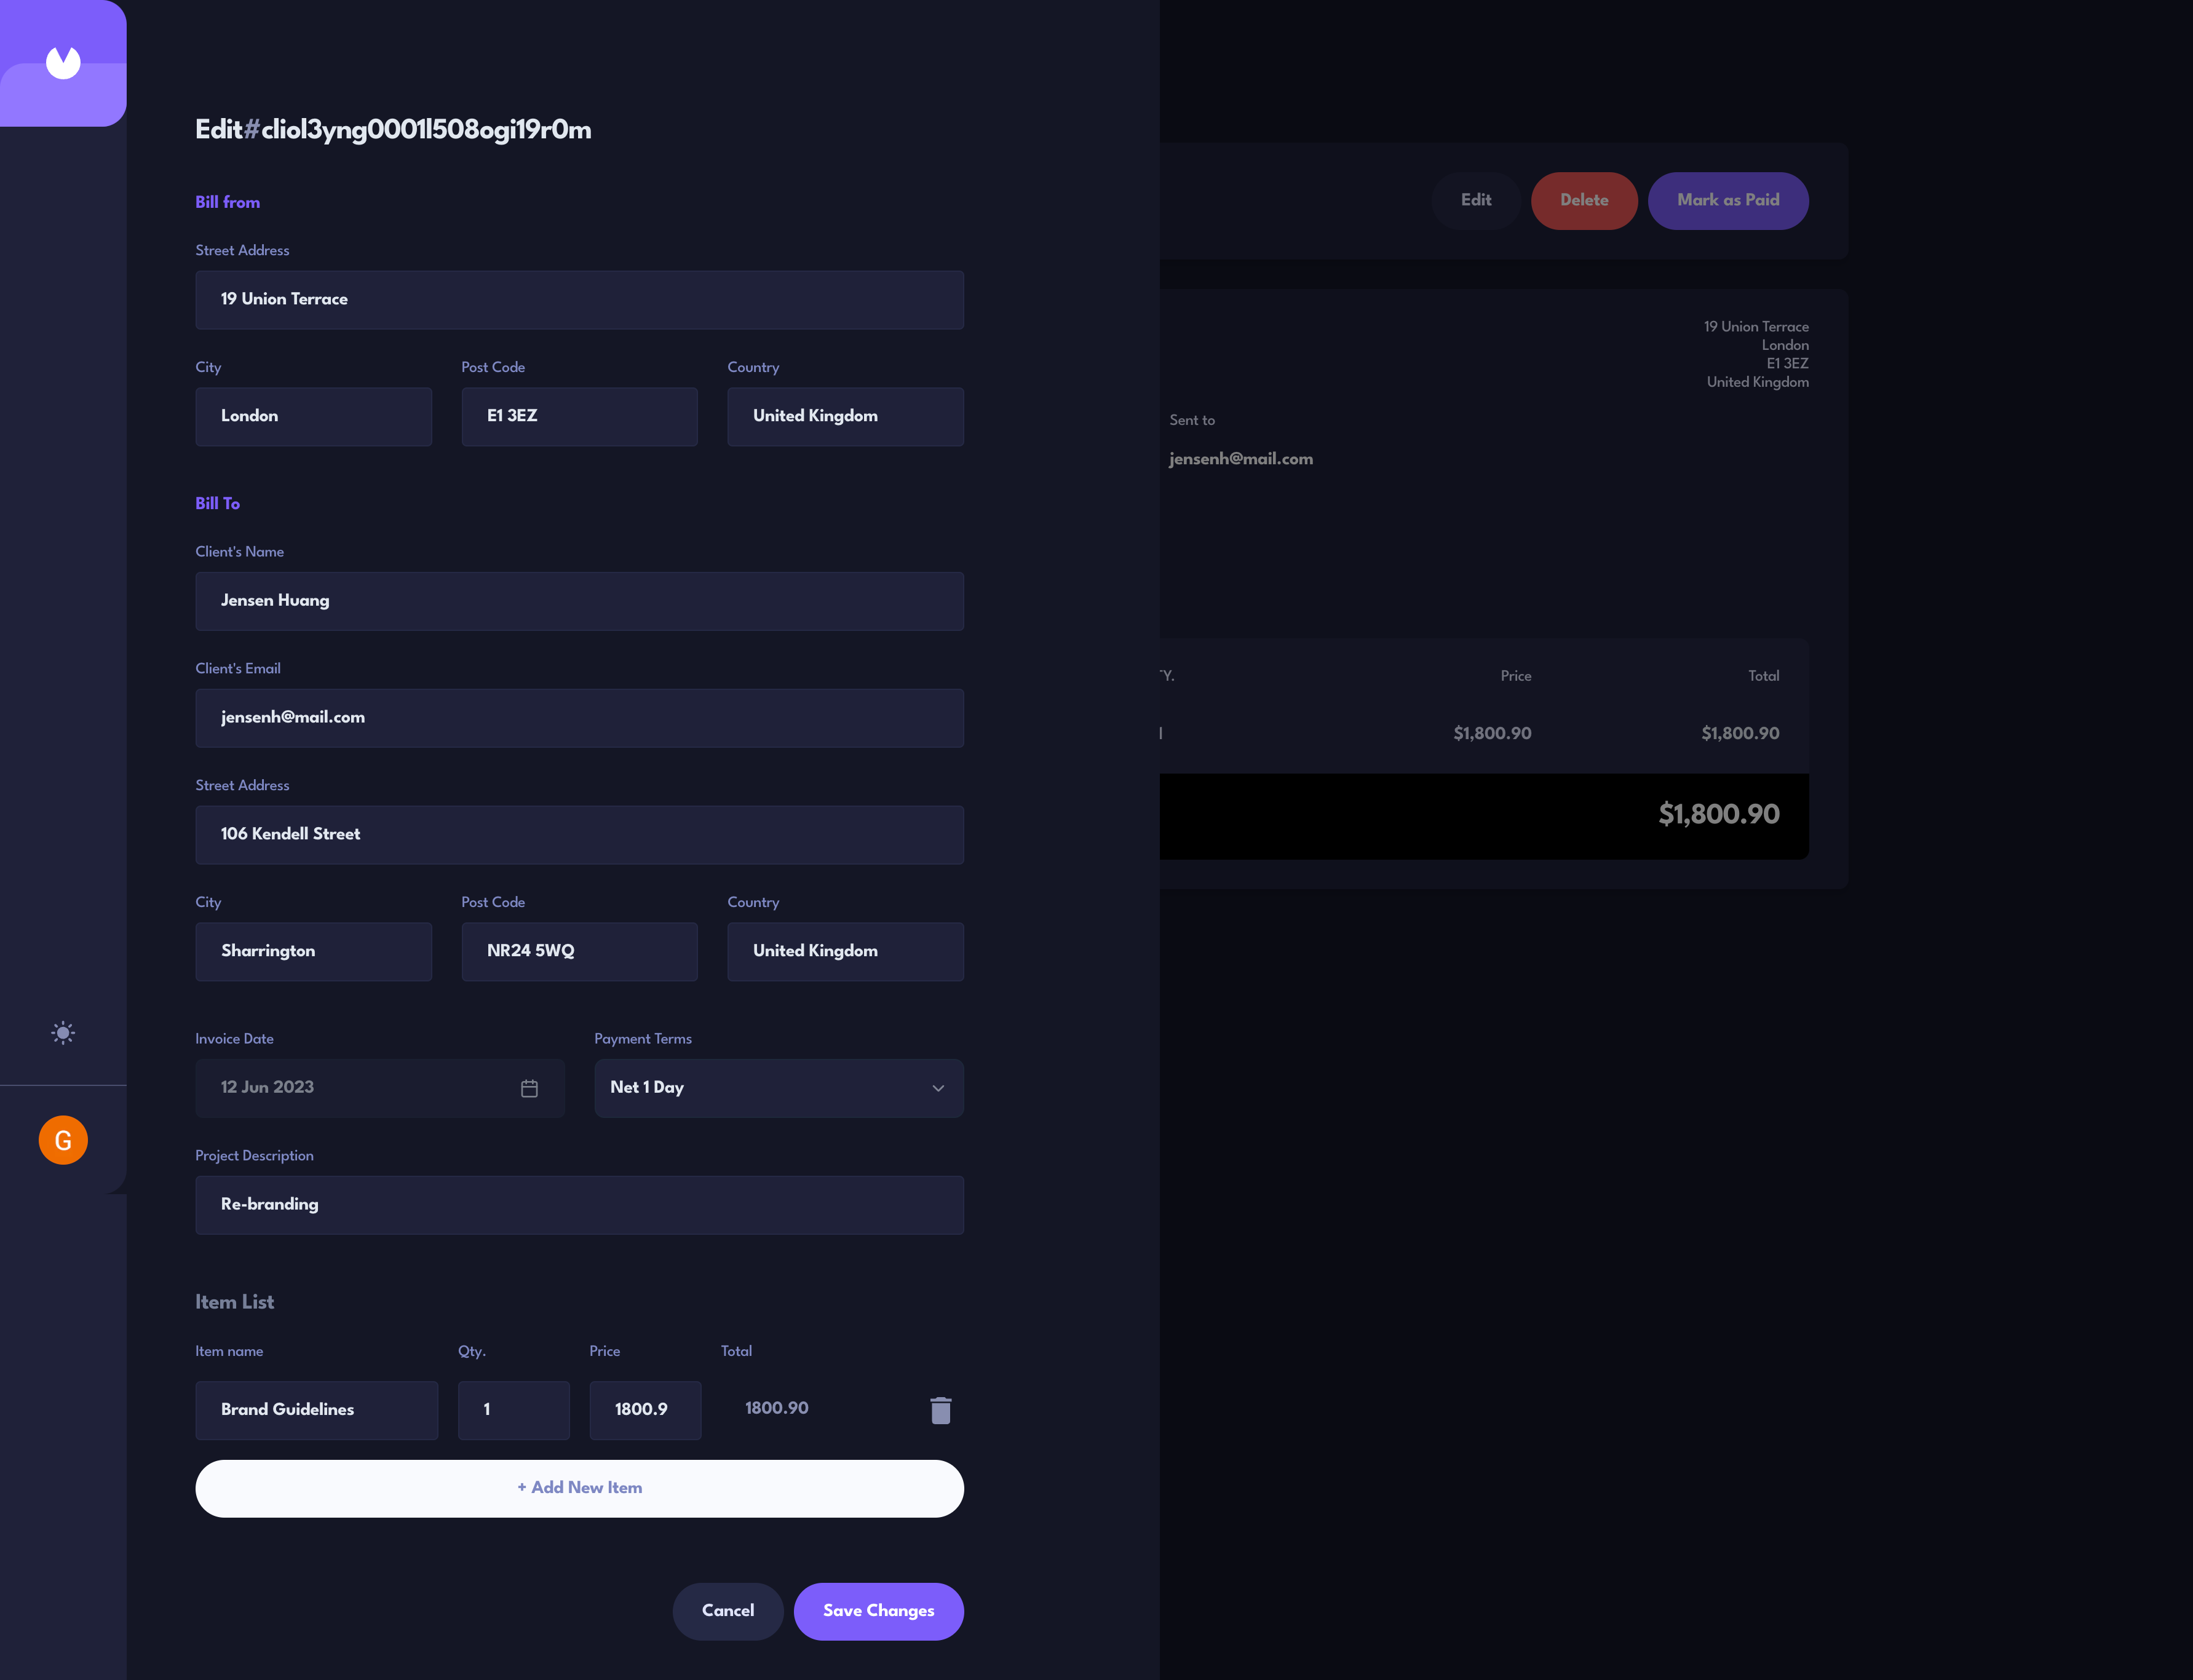 Edit #cliol3yng0001l508ogi19r0m
Bill from
Street Address
19 Union Terrace
City Post Code Country
London E1 3EZ United Kingdom
Bill To
Client's Name
Jensen Huang
Client's Email
jensenh@mail.com
Street Address
106 Kendell Street
City Post Code Country
Sharrington NR24 5WQ United Kingdom
Invoice Date Payment Terms
12 Jun 2023 Net 1 Day
Project Description
Re-branding
Item List
Item name Qty. Price Total
Brand Guidelines 1 1800.9 1800.90
+ Add New Item
Cancel Save Changes
G
Edit Delete Mark as Paid
19 Union Terrace
London
E1 3EZ
United Kingdom
Sent to
jensenh@mail.com
Price Total
$1,800.90 $1,800.90
$1,800.90